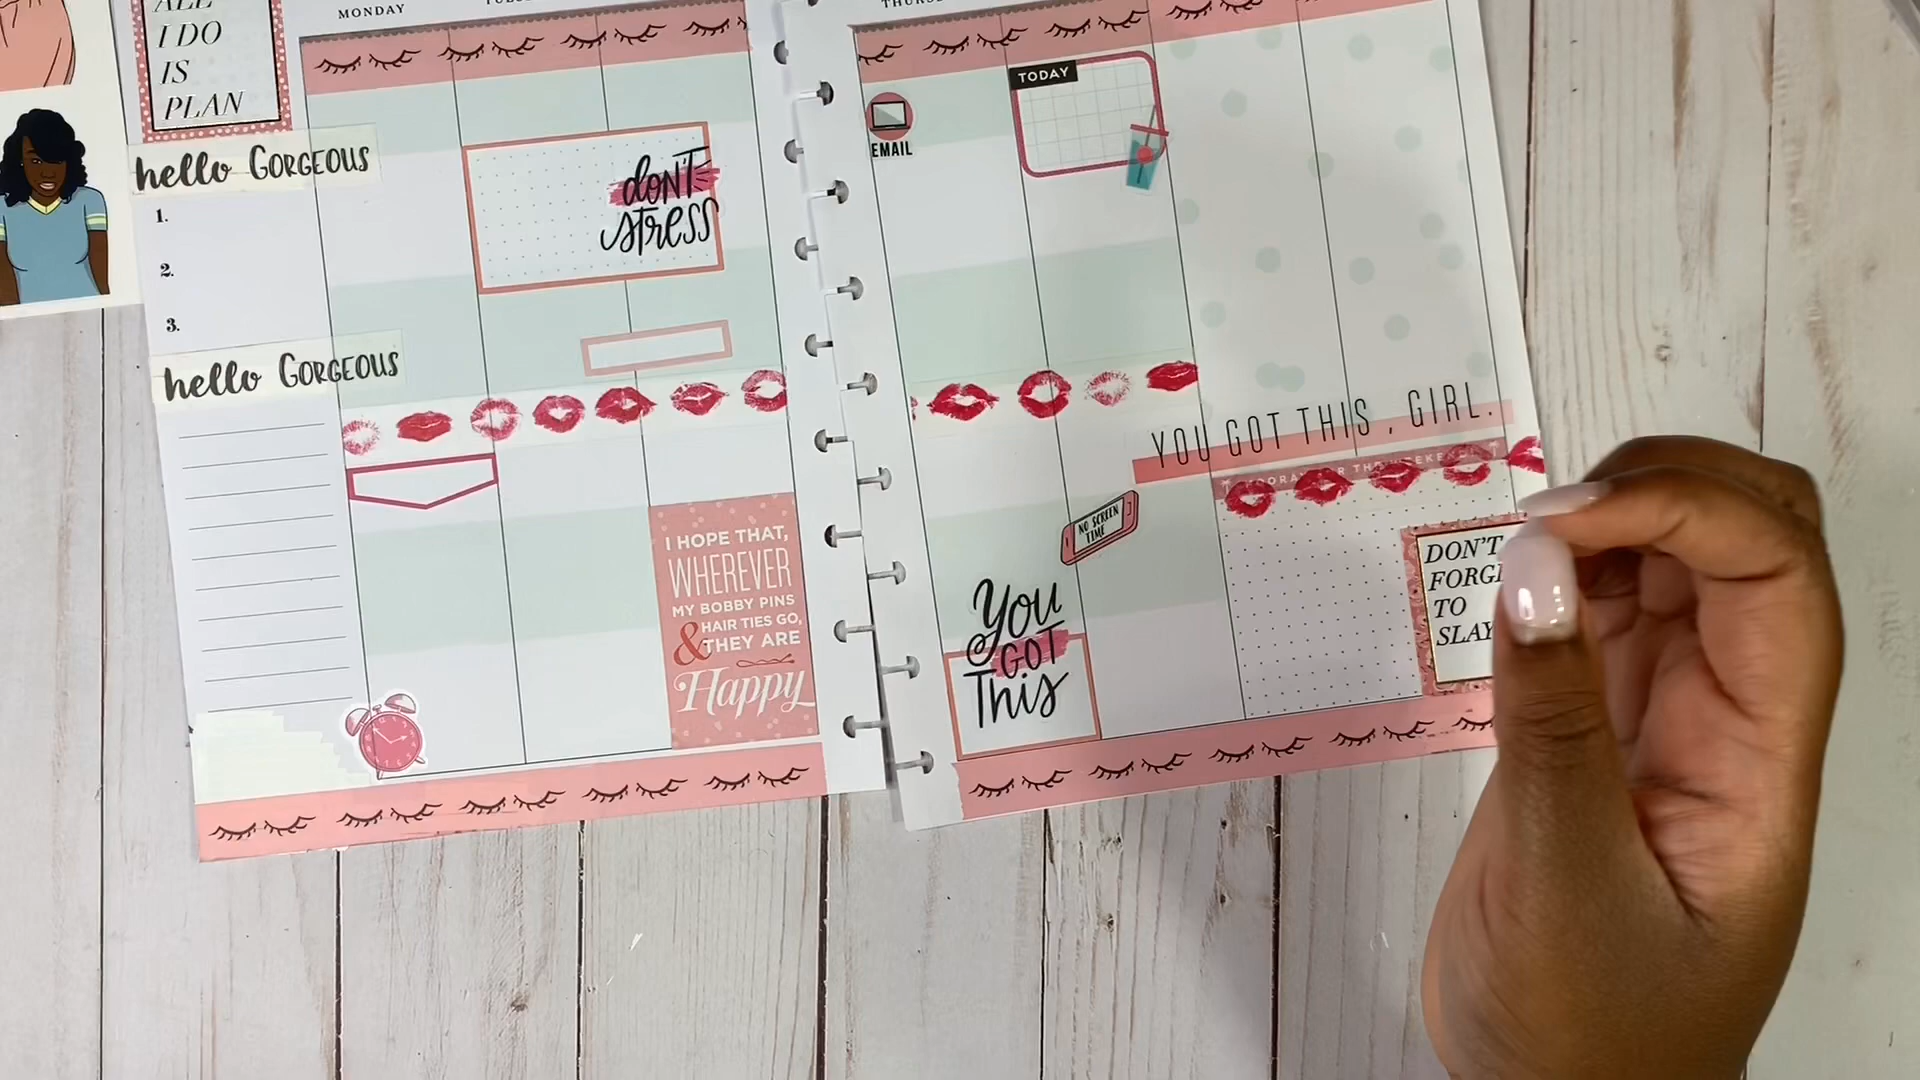 ALL
I DO
IS
PLAN
MONDAY
hello GORGEOUS
1.
2.
3.
hello GORGEOUS
DON'T
STRESS
I HOPE THAT,
WHEREVER
MY BOBBY PINS
& HAIR TIES GO,
THEY ARE
Happy
EMAIL
TODAY
YOU GOT THIS, GIRL.
NO SCREEN
TIME
You
GOT
This
DON'T
FORG
TO
SLAY